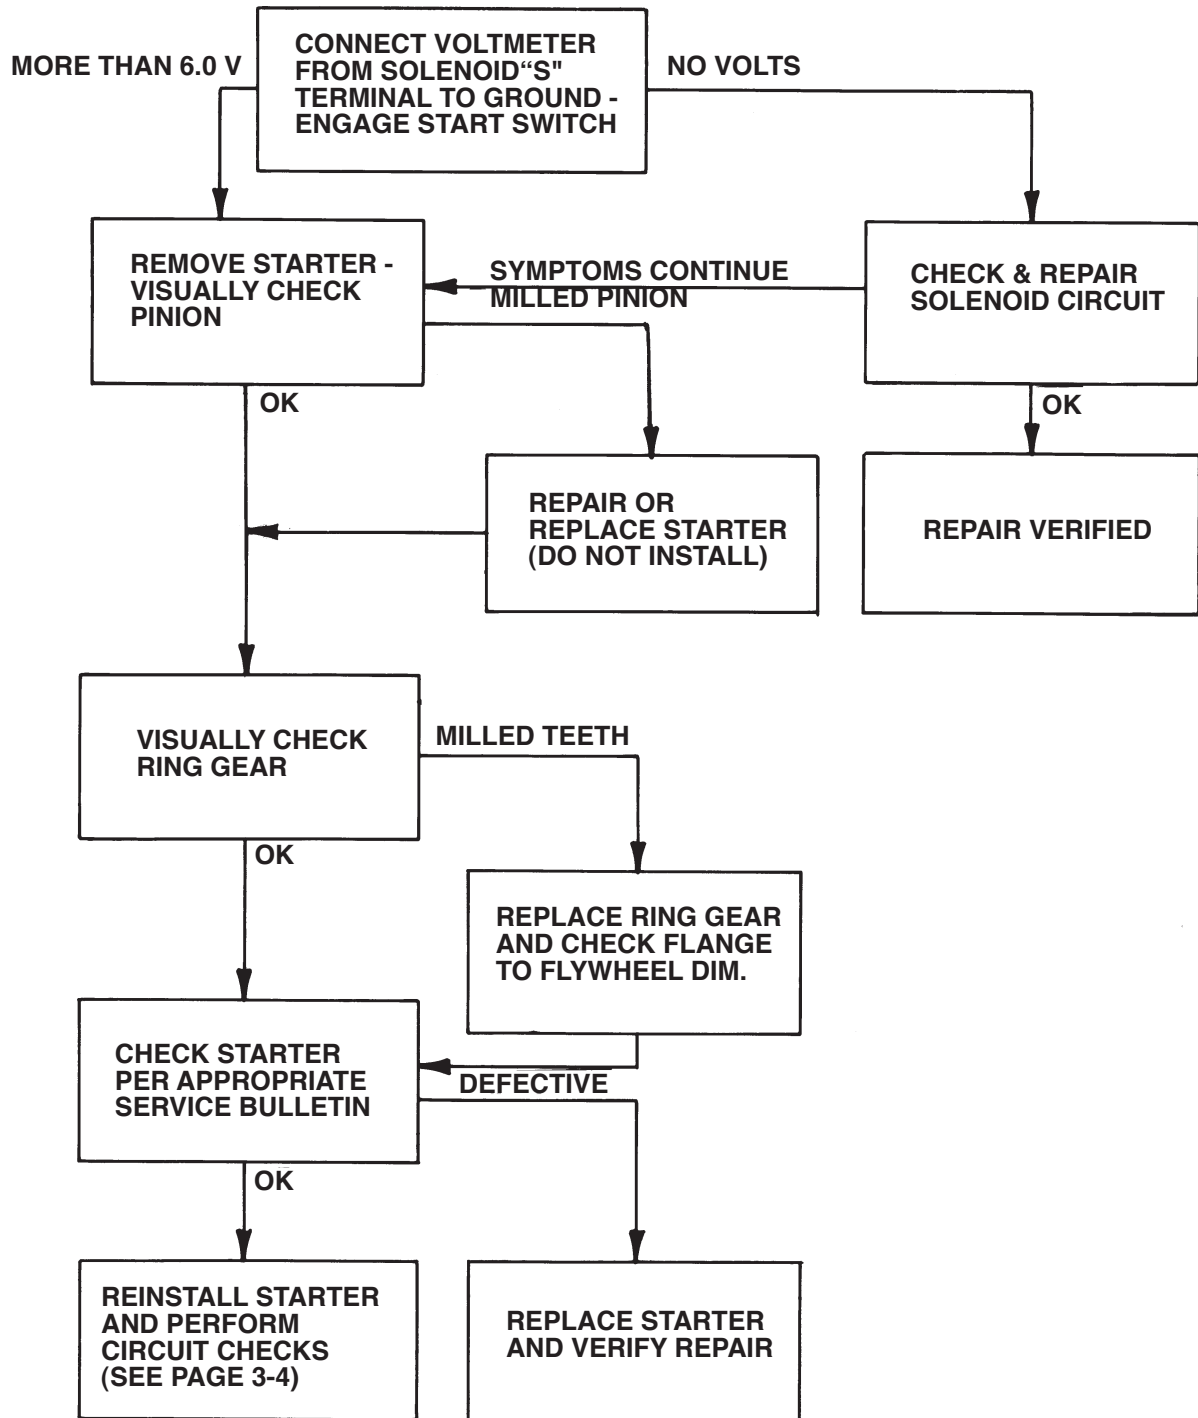 CONNECT VOLTMETER
FROM SOLENOID“S"
TERMINAL TO GROUND -
ENGAGE START SWITCH
MORE THAN 6.0 V
NO VOLTS
REMOVE STARTER -
VISUALLY CHECK
PINION
SYMPTOMS CONTINUE
MILLED PINION
CHECK & REPAIR
SOLENOID CIRCUIT
OK
OK
REPAIR OR
REPLACE STARTER
(DO NOT INSTALL)
REPAIR VERIFIED
VISUALLY CHECK
RING GEAR
MILLED TEETH
OK
REPLACE RING GEAR
AND CHECK FLANGE
TO FLYWHEEL DIM.
CHECK STARTER
PER APPROPRIATE
SERVICE BULLETIN
DEFECTIVE
OK
REINSTALL STARTER
AND PERFORM
CIRCUIT CHECKS
(SEE PAGE 3-4)
REPLACE STARTER
AND VERIFY REPAIR